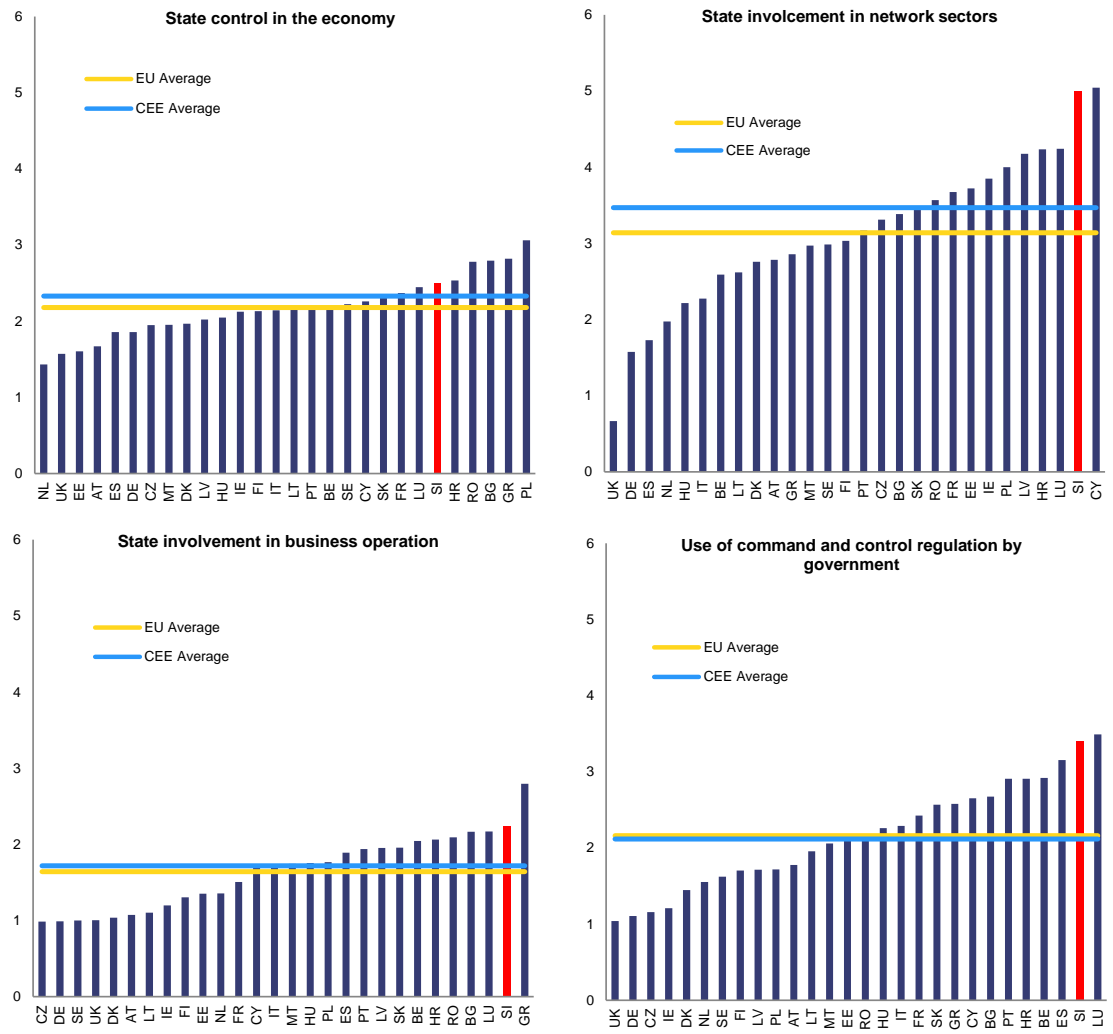 State control in the economy
6
5
4
3
2
1
0
EU Average
CEE Average
NL UK EE AT ES DE CZ MT DK LV HU IE FI IT LT PT BE SE CY SK FR LU SI HR RO BG GR PL
State involcement in network sectors
6
5
4
3
2
1
0
EU Average
CEE Average
UK DE ES NL HU IT BE LT DK AT GR MT SE FI PT CZ BG SK RO FR EE IE PL LV HR LU SI CY
State involvement in business operation
6
5
4
3
2
1
0
EU Average
CEE Average
CZ DE SE UK DK AT LT IE FI EE NL FR CY IT MT HU PL ES PT LV SK BE HR RO BG LU SI GR
Use of command and control regulation by
government
6
5
4
3
2
1
0
EU Average
CEE Average
UK DE CZ IE DK NL SE FI LV PL AT LT MT EE RO HU IT FR SK GR CY BG PT HR BE ES SI LU